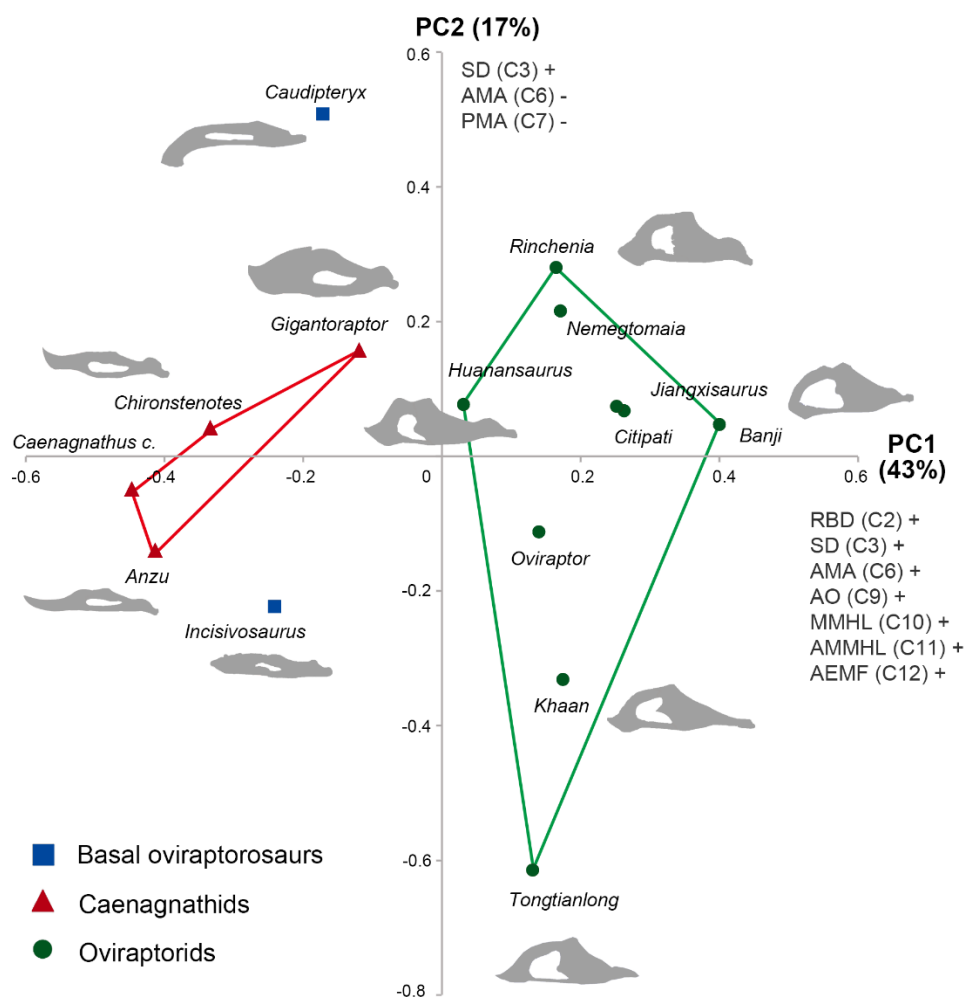 PC2 (17%)
0.6
SD (C3) +
AMA (C6) -
PMA (C7) -
Caudipteryx
0.4
Rinchenia
Gigantoraptor
0.2
Nemegtomaia
Huanansaurus
Jiangxisaurus
Chironstenotes
Citipati
Banji
Caenagnathus c.
PC1
(43%)
-0.6
-0.4
-0.2
0
0.2
0.4
0.6
RBD (C2) +
SD (C3) +
AMA (C6) +
AO (C9) +
MMHL (C10) +
AMMHL (C11) +
AEMF (C12) +
Oviraptor
Anzu
-0.2
Incisivosaurus
Khaan
-0.4
Basal oviraptorosaurs
-0.6
Caenagnathids
Tongtianlong
Oviraptorids
-0.8